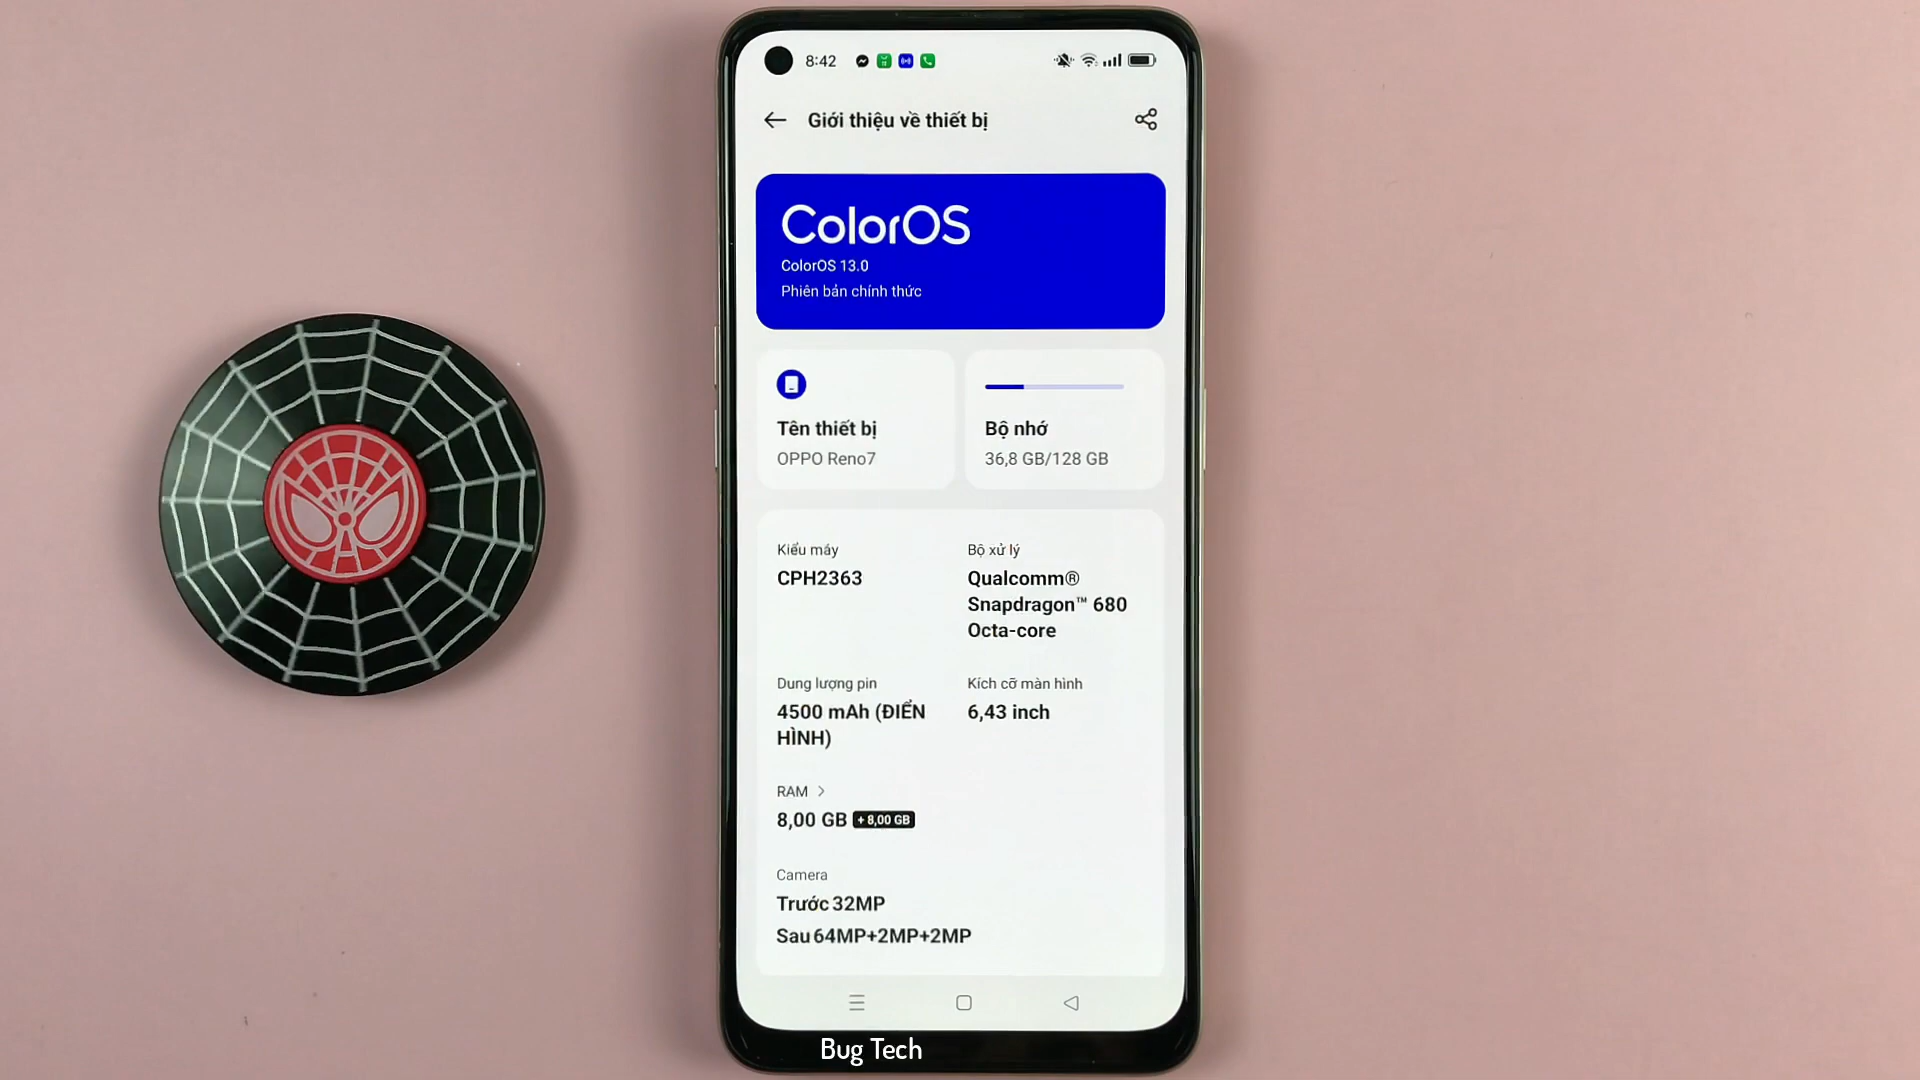 8:42
Giới thiệu về thiết bị
ColorOS
ColorOS 13.0
Phiên bản chính thức
Tên thiết bị
OPPO Reno7
Bộ nhớ
36,8 GB/128 GB
Kiểu máy
CPH2363
Bộ xử lý
Qualcomm®
Snapdragon™ 680
Octa-core
Dung lượng pin
4500 mAh (ĐIỂN
HÌNH)
Kích cỡ màn hình
6,43 inch
RAM
8,00 GB +8,00 GB
Camera
Trước 32MP
Sau 64MP+2MP+2MP
Bug Tech